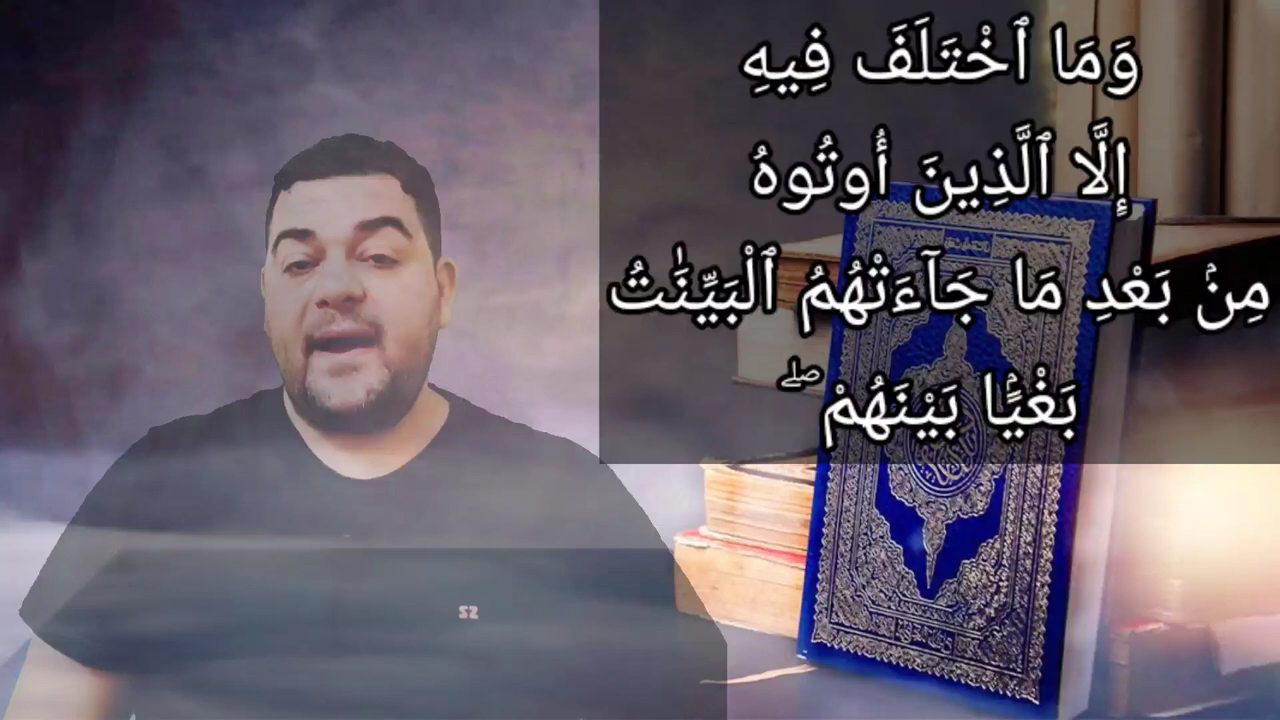 وَمَا ٱخْتَلَفَ فِيهِ
إِلَّا ٱلَّذِينَ أُوتُوهُ
مِنۢ بَعْدِ مَا جَآءَتْهُمُ ٱلْبَيِّنَٰتُ
بَغْيًۢا بَيْنَهُمْ ۖ